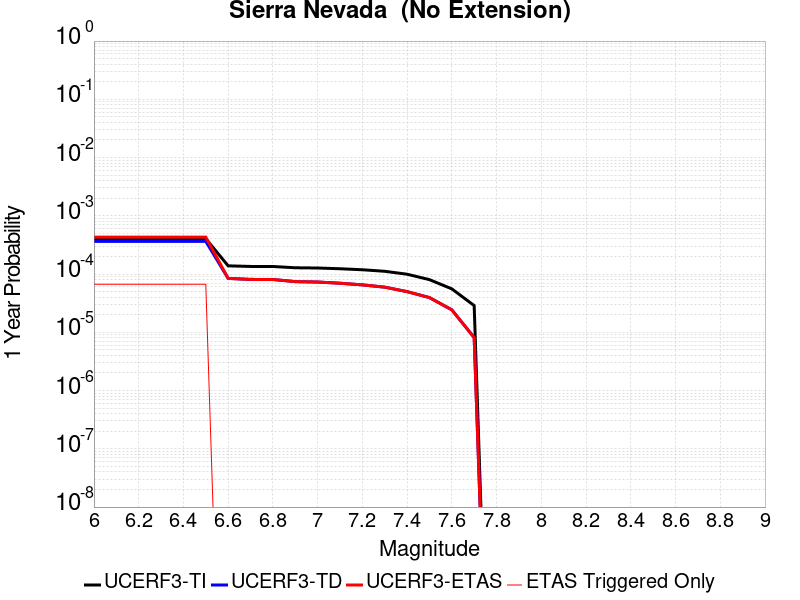 Sierra Nevada (No Extension)
10^0
10^-1
10^-2
10^-3
10^-4
10^-5
10^-6
10^-7
10^-8
1 Year Probability
6 6.2 6.4 6.6 6.8 7 7.2 7.4 7.6 7.8 8 8.2 8.4 8.6 8.8 9
Magnitude
UCERF3-TI UCERF3-TD UCERF3-ETAS ETAS Triggered Only